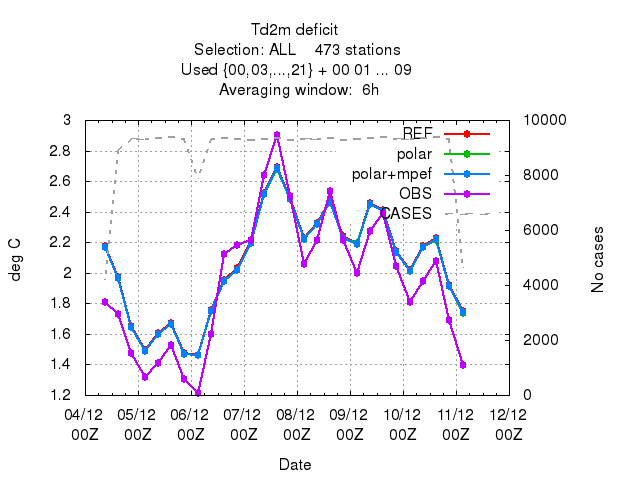 Td2m deficit
Selection: ALL    473 stations
Used {00,03,...,21} + 00 01 ... 09
Averaging window:  6h
3
2.8
2.6
2.4
2.2
2
1.8
1.6
1.4
1.2
deg C
10000
8000
6000
4000
2000
0
No cases
REF
polar
polar+mpef
OBS
CASES
04/12 05/12 06/12 07/12 08/12 09/12 10/12 11/12 12/12
00Z 00Z 00Z 00Z 00Z 00Z 00Z 00Z 00Z
Date